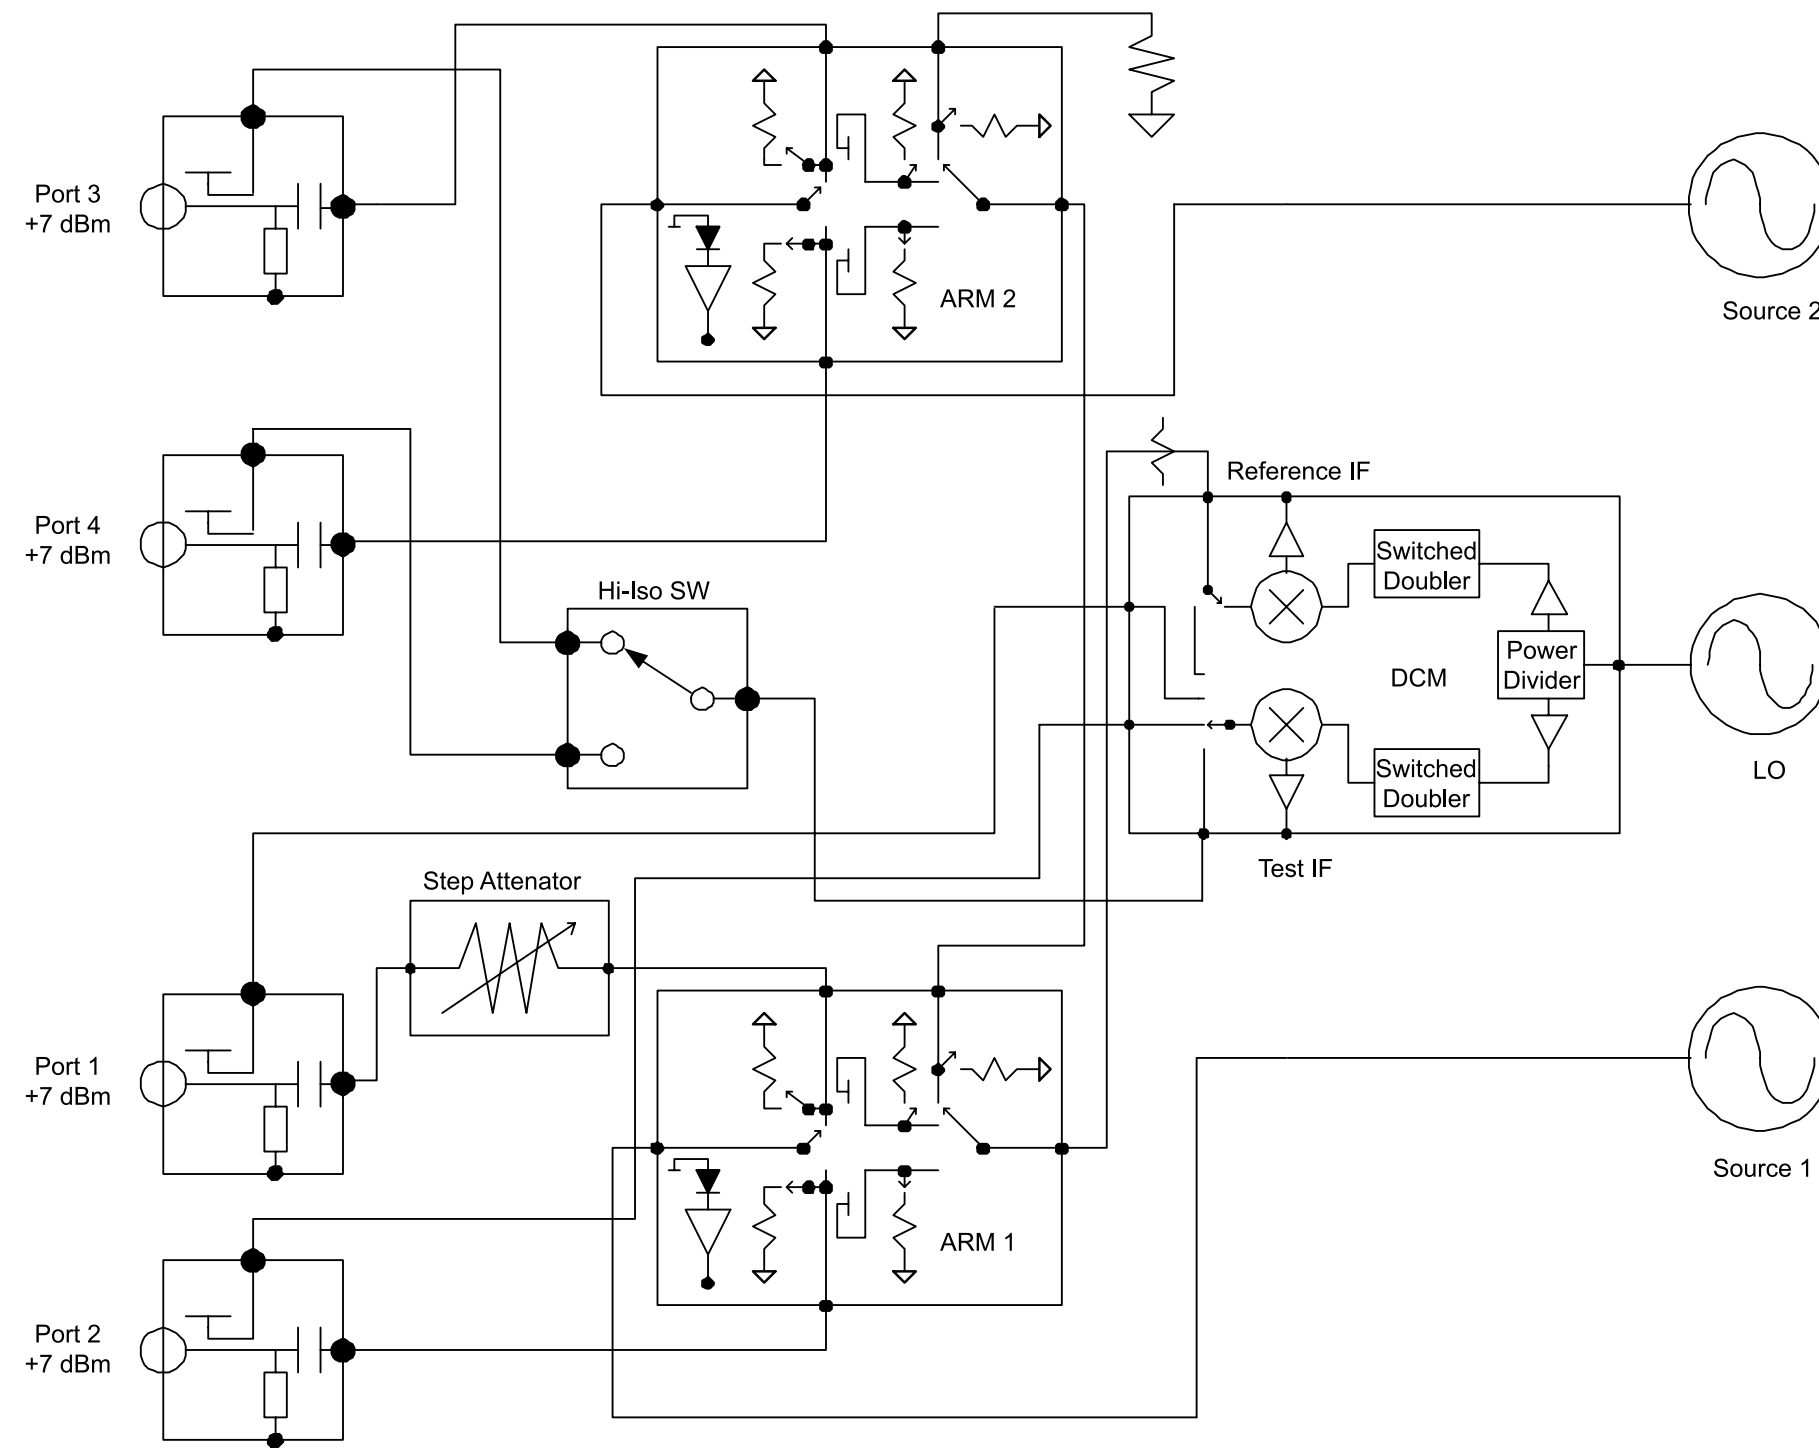 Port 3
+7 dBm
ARM 2
Source 2
Reference IF
Port 4
+7 dBm
Switched
Doubler
Hi-Iso SW
Power
Divider
DCM
Switched
Doubler
LO
Test IF
Step Attenator
Port 1
+7 dBm
Source 1
ARM 1
Port 2
+7 dBm